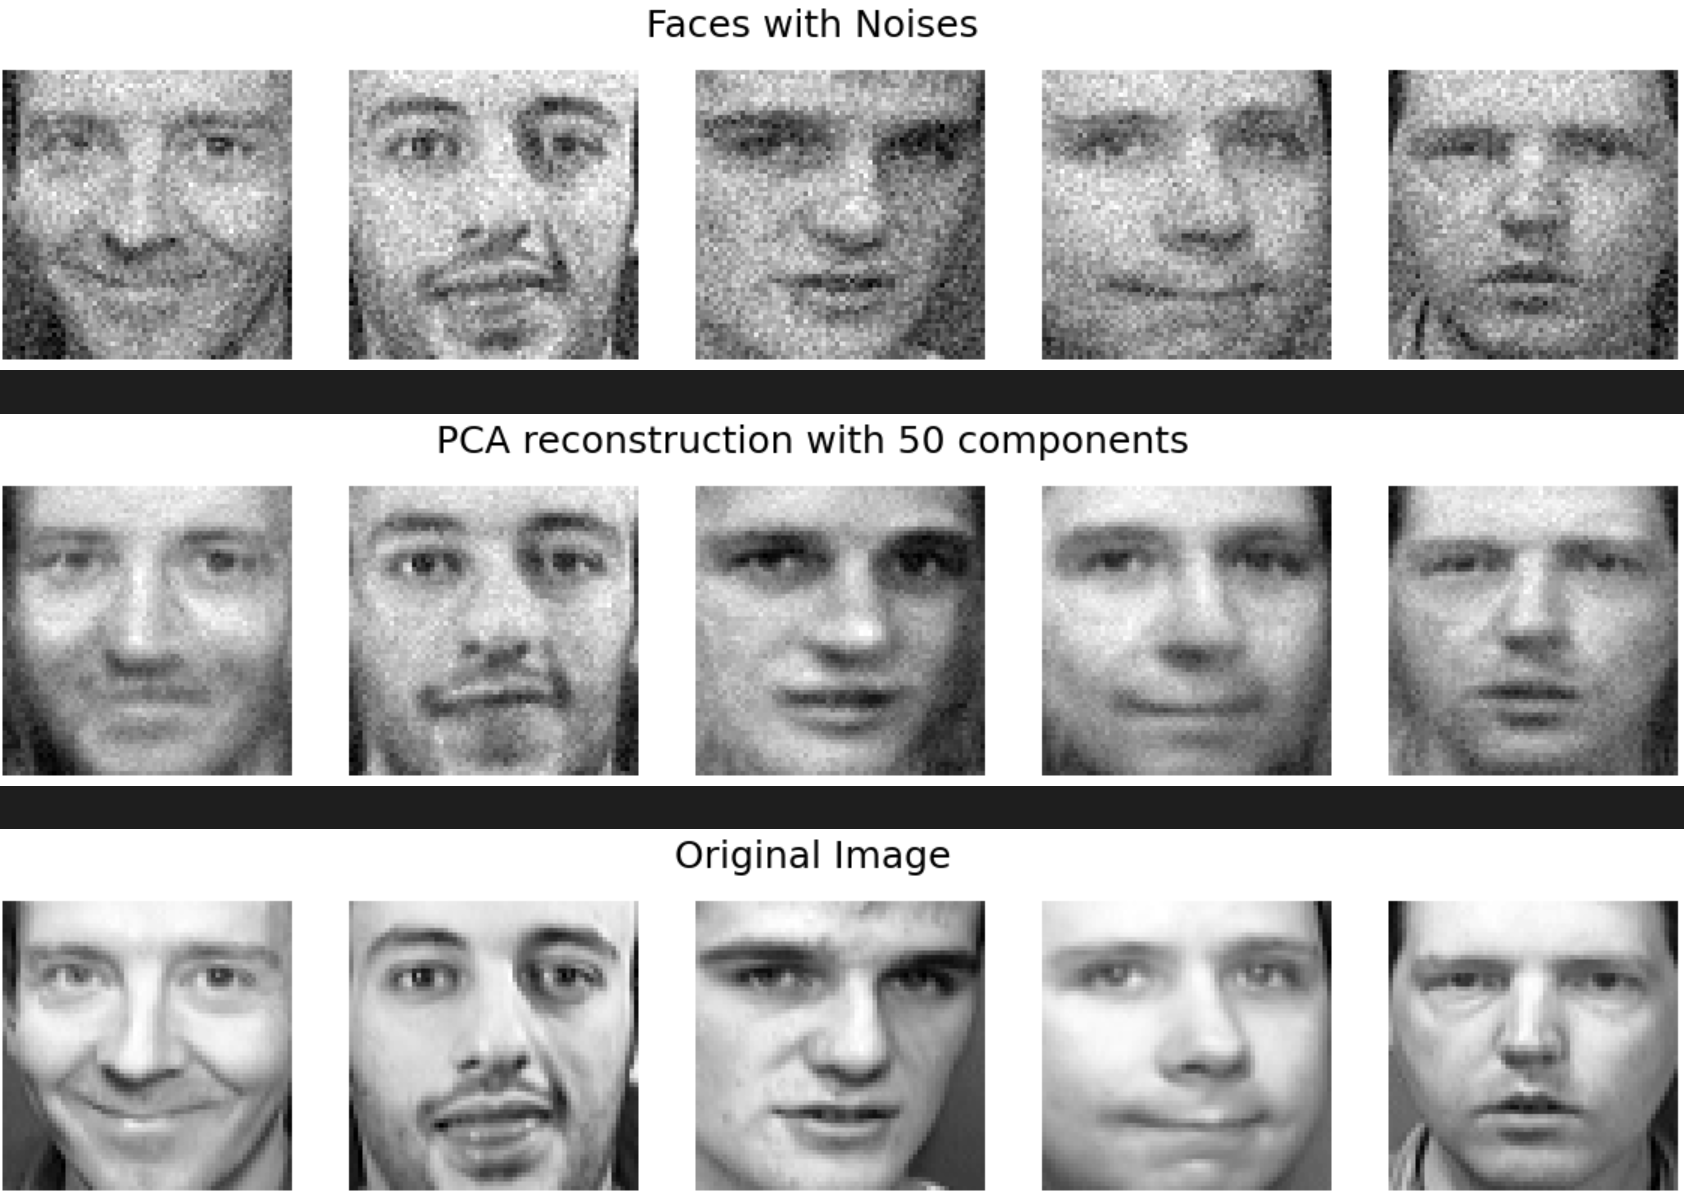 Faces with Noises
PCA reconstruction with 50 components
Original Image